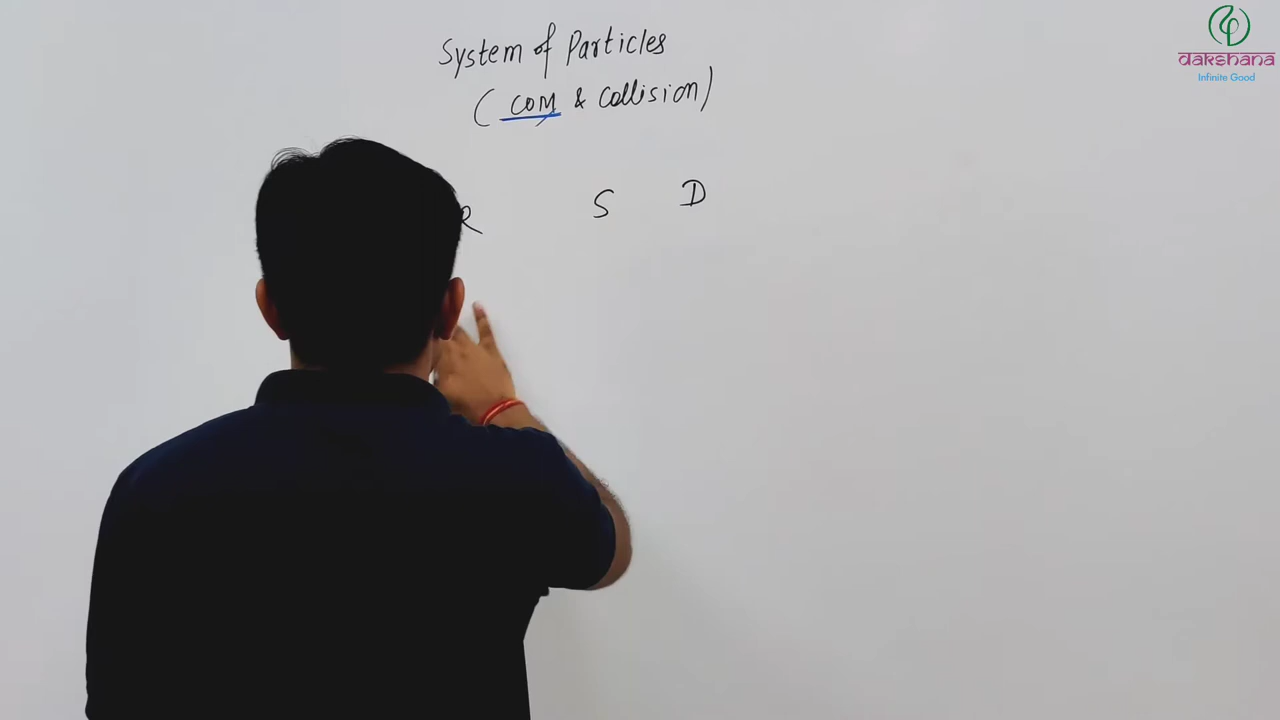 System of Particles
(COM & Collision)
R S D
dakshana
Infinite Good